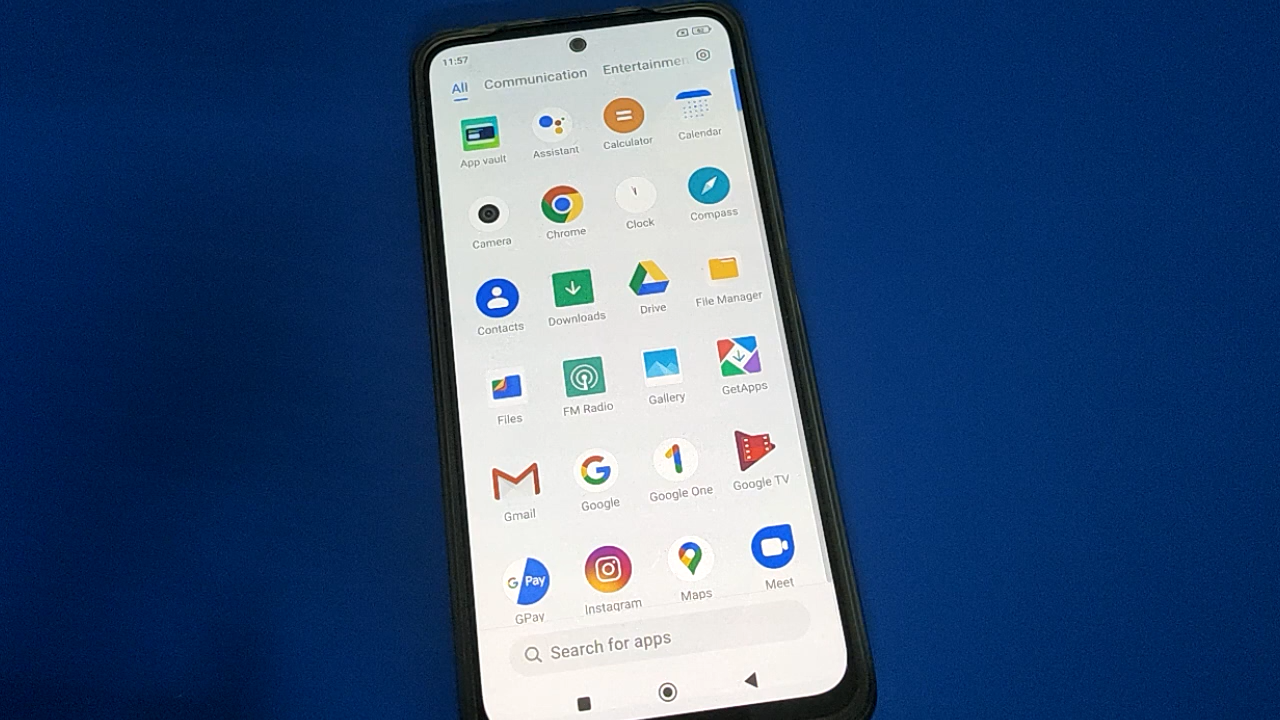 11:57
All Communication Entertainmen
App vault Assistant Calculator Calendar
Camera Chrome Clock Compass
Contacts Downloads Drive File Manager
Files FM Radio Gallery GetApps
Gmail Google Google One Google TV
G Pay
GPay Instagram Maps Meet
Search for apps